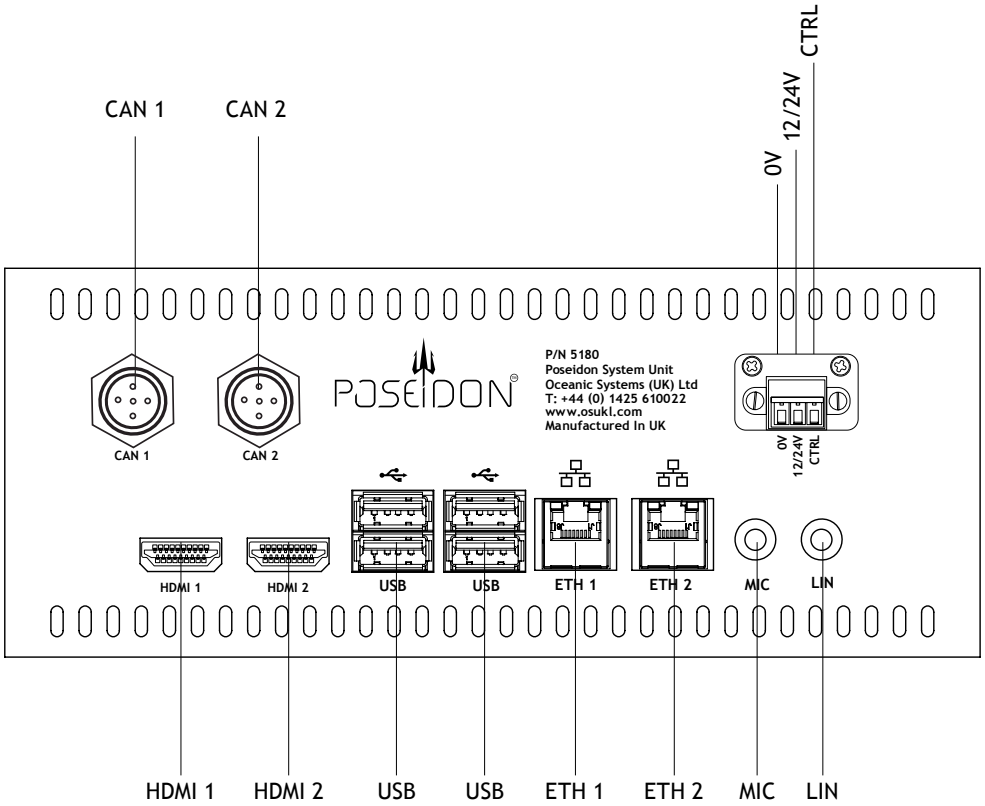 CTRL
12/24V
0V
CAN 1
CAN 2
POSEIDON™
P/N 5180
Poseidon System Unit
Oceanic Systems (UK) Ltd
T: +44 (0) 1425 610022
www.osukl.com
Manufactured In UK
CAN 1
CAN 2
0V
12/24V
CTRL
HDMI 1
HDMI 2
USB
USB
ETH 1
ETH 2
MIC
LIN
HDMI 1
HDMI 2
USB
USB
ETH 1
ETH 2
MIC
LIN